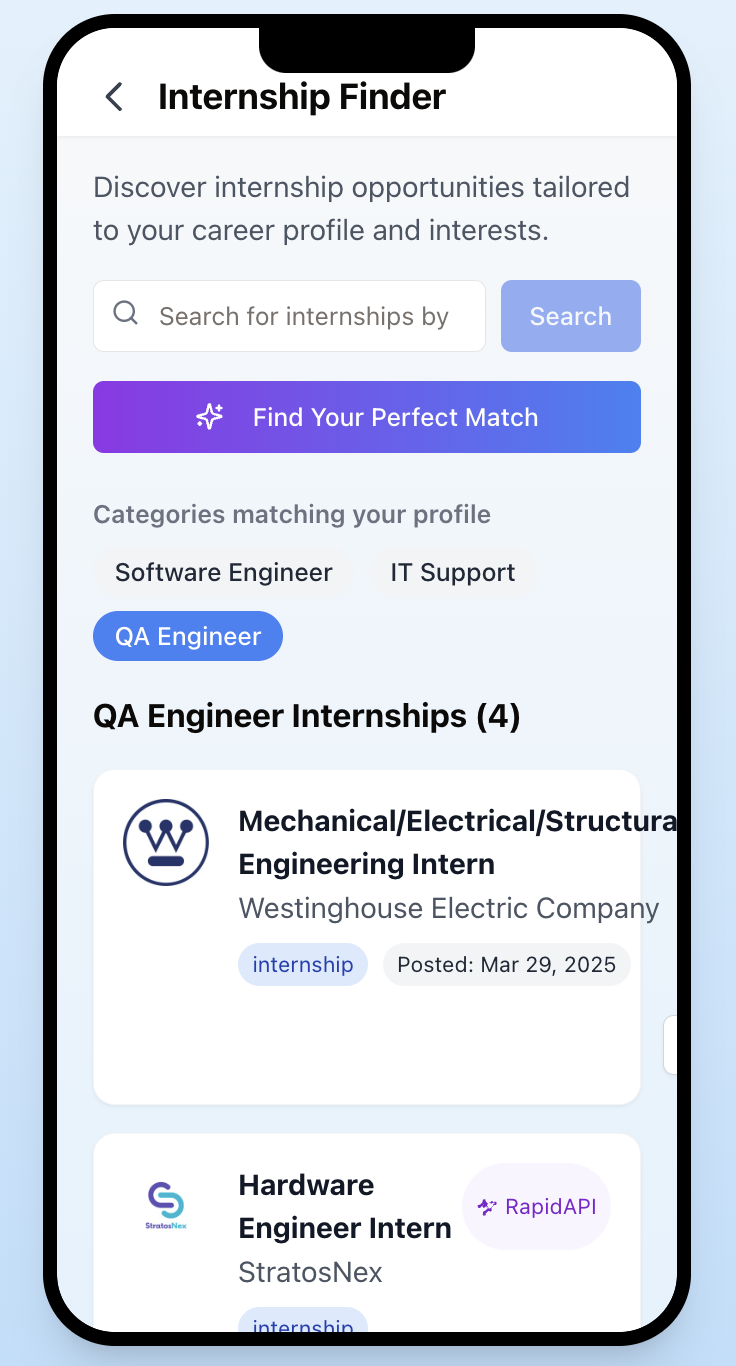 Internship Finder
Discover internship opportunities tailored
to your career profile and interests.
Search for internships by
Search
Find Your Perfect Match
Categories matching your profile
Software Engineer
IT Support
QA Engineer
QA Engineer Internships (4)
Mechanical/Electrical/Structura
Engineering Intern
Westinghouse Electric Company
internship
Posted: Mar 29, 2025
StratosNex
Hardware
Engineer Intern
RapidAPI
StratosNex
internship